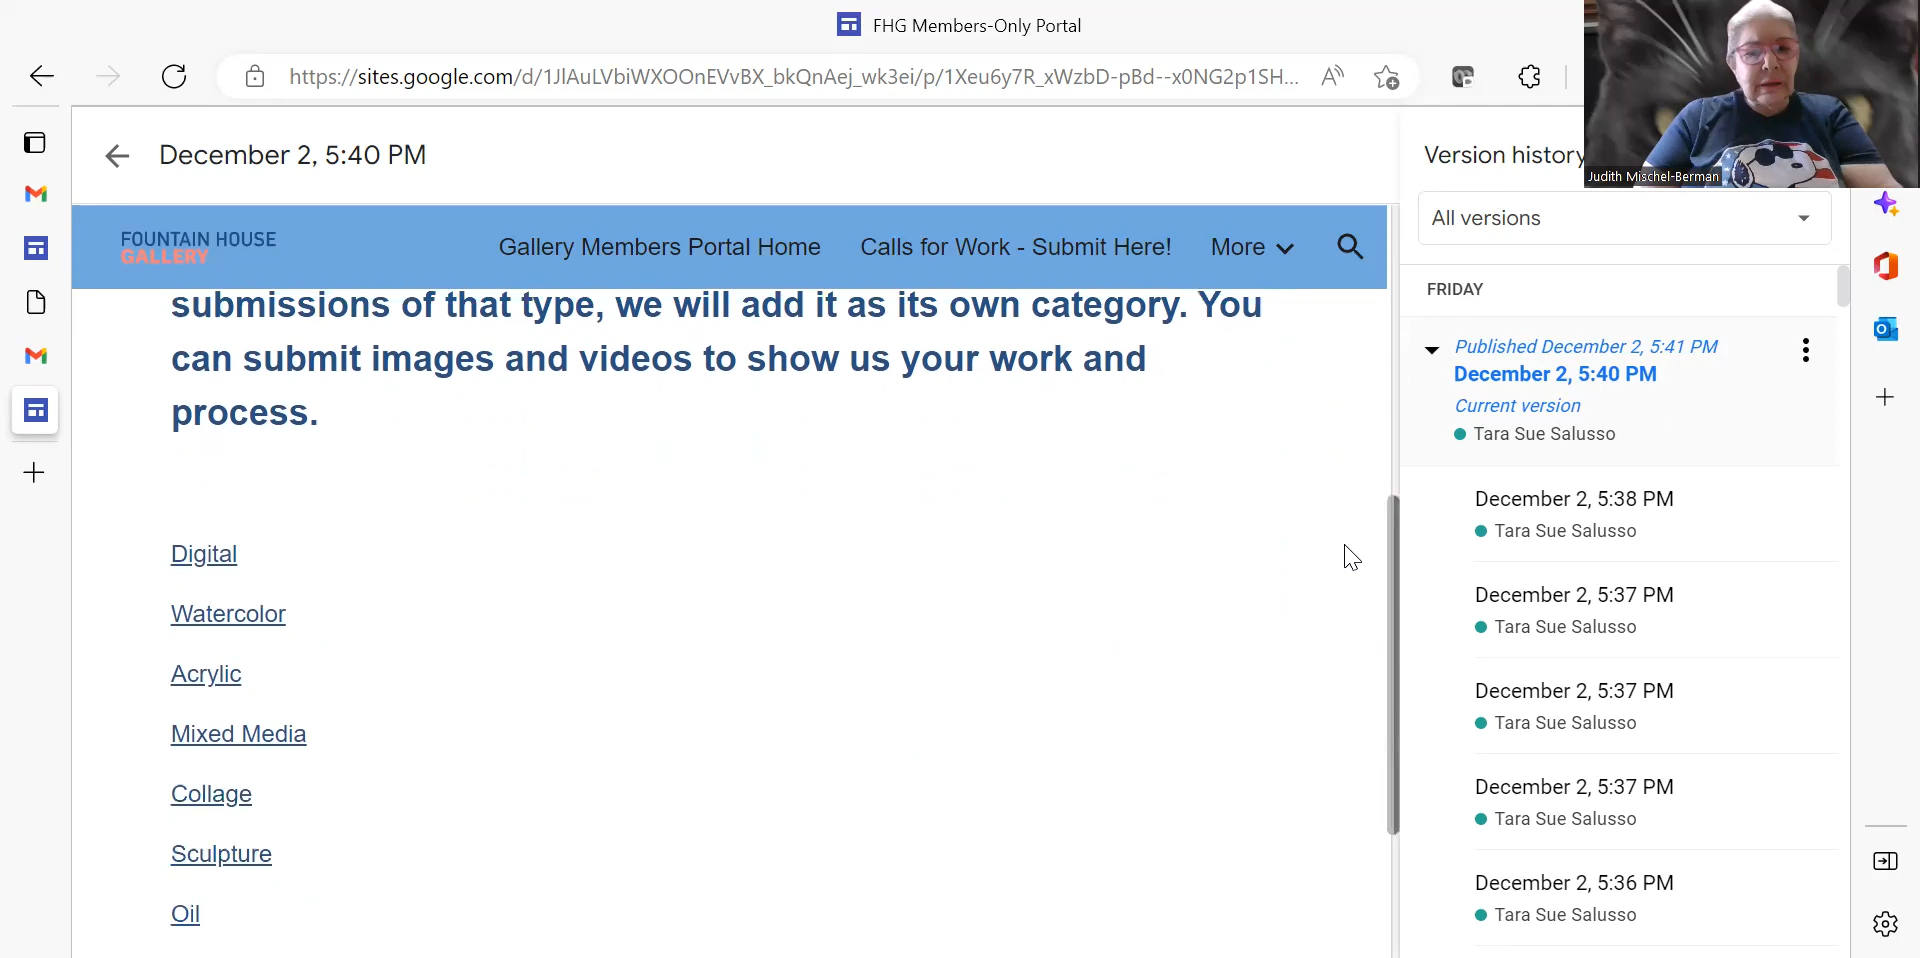 FHG Members-Only Portal
https://sites.google.com/d/1JlAuLVbiWXOOnEVvBX_bkQnAej_wk3ei/p/1Xeu6y7R_xWzbD-pBd--x0NG2p1SH...
December 2, 5:40 PM
Version history
Judith Mischel-Berman
All versions
FOUNTAIN HOUSE
GALLERY
Gallery Members Portal Home
Calls for Work - Submit Here!
More
submissions of that type, we will add it as its own category. You
can submit images and videos to show us your work and
process.
Digital
Watercolor
Acrylic
Mixed Media
Collage
Sculpture
Oil
FRIDAY
Published December 2, 5:41 PM
December 2, 5:40 PM
Current version
Tara Sue Salusso
December 2, 5:38 PM
Tara Sue Salusso
December 2, 5:37 PM
Tara Sue Salusso
December 2, 5:37 PM
Tara Sue Salusso
December 2, 5:37 PM
Tara Sue Salusso
December 2, 5:36 PM
Tara Sue Salusso